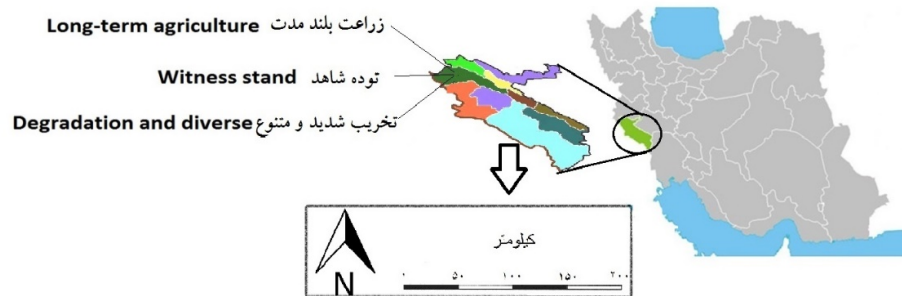 Long-term agriculture زراعت بلند مدت
Witness stand توده شاهد
Degradation and diverse تخریب شدید و متنوع
کیلومتر
N
۰ ۵۰ ۱۰۰ ۱۵۰ ۲۰۰